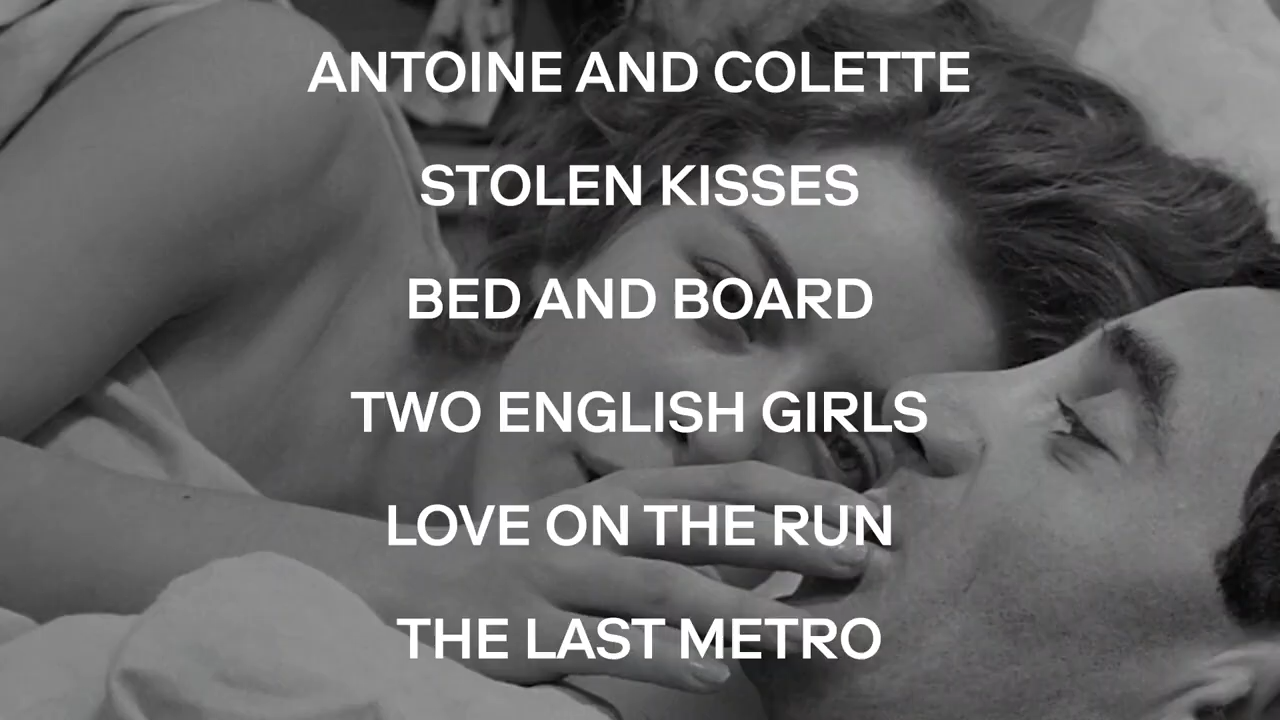 ANTOINE AND COLETTE
STOLEN KISSES
BED AND BOARD
TWO ENGLISH GIRLS
LOVE ON THE RUN
THE LAST METRO